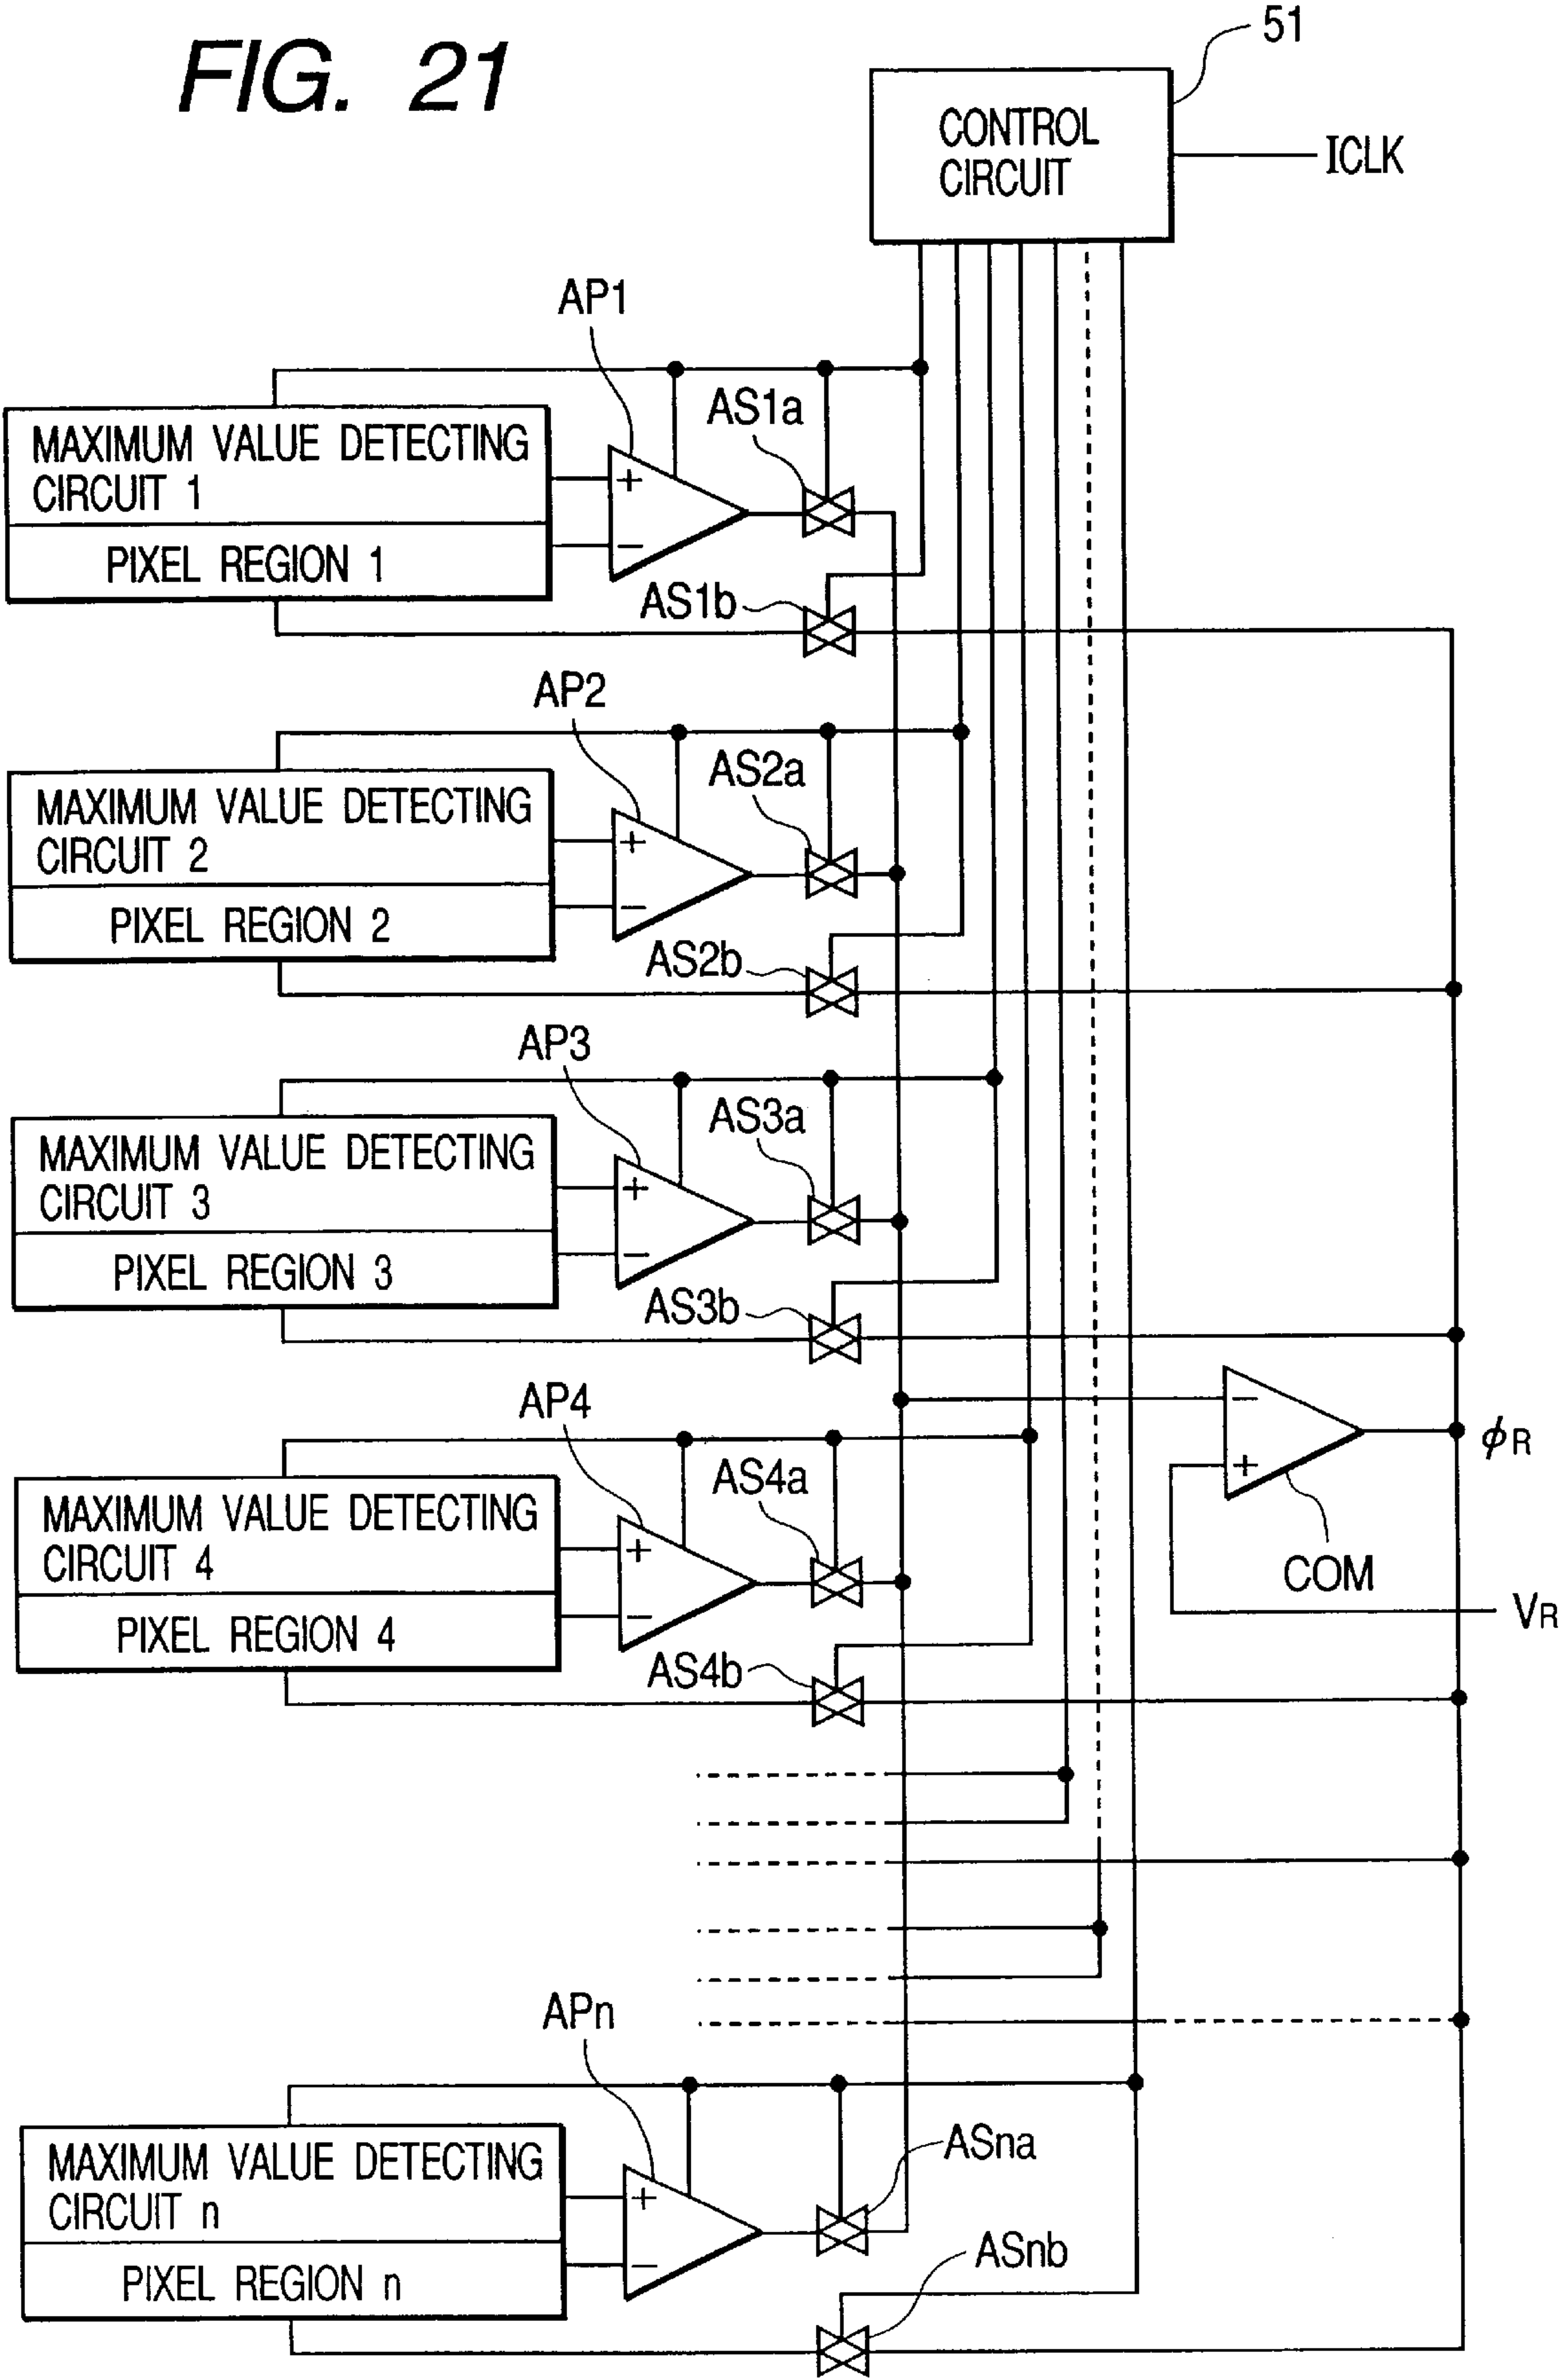 FIG. 21
51
CONTROL
CIRCUIT
ICLK
AP1
AS1a
MAXIMUM VALUE DETECTING
CIRCUIT 1
+
−
PIXEL REGION 1
AS1b
AP2
AS2a
MAXIMUM VALUE DETECTING
CIRCUIT 2
+
−
PIXEL REGION 2
AS2b
AP3
AS3a
MAXIMUM VALUE DETECTING
CIRCUIT 3
+
−
PIXEL REGION 3
AS3b
−
+
ϕR
COM
VR
AP4
AS4a
MAXIMUM VALUE DETECTING
CIRCUIT 4
+
−
PIXEL REGION 4
AS4b
APn
ASna
MAXIMUM VALUE DETECTING
CIRCUIT n
+
−
PIXEL REGION n
ASnb